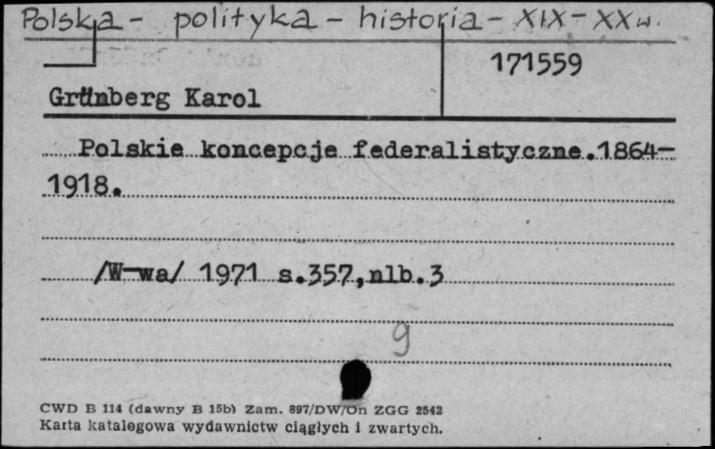 Polska - polityka - historia - XIX - XX w.
171559
Grünberg Karol
Polskie koncepcje federalistyczne.1864-
1918.
/W-wa/ 1971 s.357,nlb.3
9
CWD B 114 (dawny B 15b) Zam. 897/DW/On ZGG 2542
Karta katalogowa wydawnictw ciągłych i zwartych.